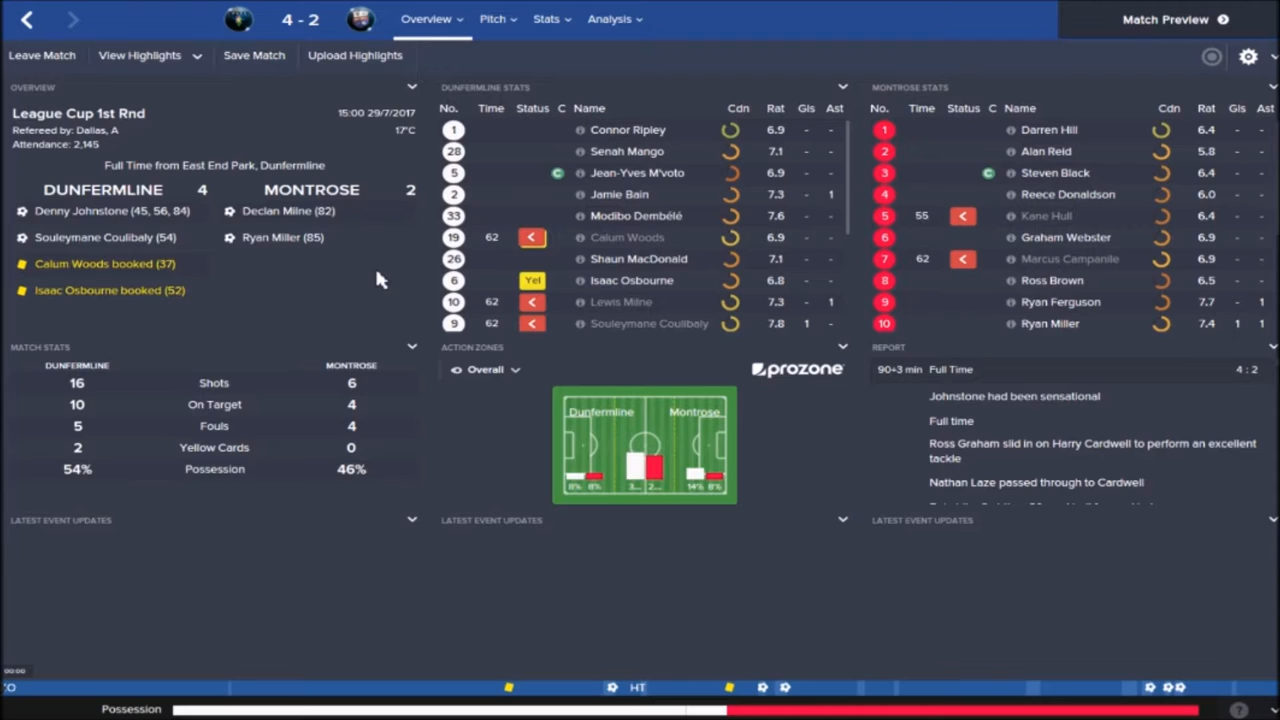 4 - 2 Overview Pitch Stats Analysis Match Preview
Leave Match View Highlights Save Match Upload Highlights
OVERVIEW
League Cup 1st Rnd 15:00 29/7/2017
Refereed by: Dallas, A 17°C
Attendance: 2,145
Full Time from East End Park, Dunfermline
DUNFERMLINE 4 MONTROSE 2
Denny Johnstone (45, 56, 84) Declan Milne (82)
Souleymane Coulibaly (54) Ryan Miller (85)
Calum Woods booked (37)
Isaac Osbourne booked (52)
DUNFERMLINE STATS
No. Time Status C Name Cdn Rat Gls Ast
1 Connor Ripley 6.9 - -
28 Senah Mango 7.1 - -
5 C Jean-Yves M'voto 6.9 - -
2 Jamie Bain 7.3 - 1
33 Modibo Dembélé 7.6 - -
19 62 Calum Woods 6.9 - -
26 Shaun MacDonald 7.1 - -
6 Yel Isaac Osbourne 6.8 - -
10 62 Lewis Milne 7.3 - 1
9 62 Souleymane Coulibaly 7.8 1 -
MONTROSE STATS
No. Time Status C Name Cdn Rat Gls Ast
1 Darren Hill 6.4 - -
2 Alan Reid 5.8 - -
3 C Steven Black 6.4 - -
4 Reece Donaldson 6.0 - -
5 55 Kane Hull 6.4 - -
6 Graham Webster 6.9 - -
7 62 Marcus Campanile 6.9 - -
8 Ross Brown 6.5 - -
9 Ryan Ferguson 7.7 - 1
10 Ryan Miller 7.4 1 1
MATCH STATS
DUNFERMLINE MONTROSE
16 Shots 6
10 On Target 4
5 Fouls 4
2 Yellow Cards 0
54% Possession 46%
ACTION ZONES
Overall prozone
Dunfermline Montrose
8% 8% 3... 2... 14% 8%
REPORT
90+3 min Full Time 4 : 2
Johnstone had been sensational
Full time
Ross Graham slid in on Harry Cardwell to perform an excellent
tackle
Nathan Laze passed through to Cardwell
LATEST EVENT UPDATES LATEST EVENT UPDATES LATEST EVENT UPDATES
00:00
HT
Possession ?